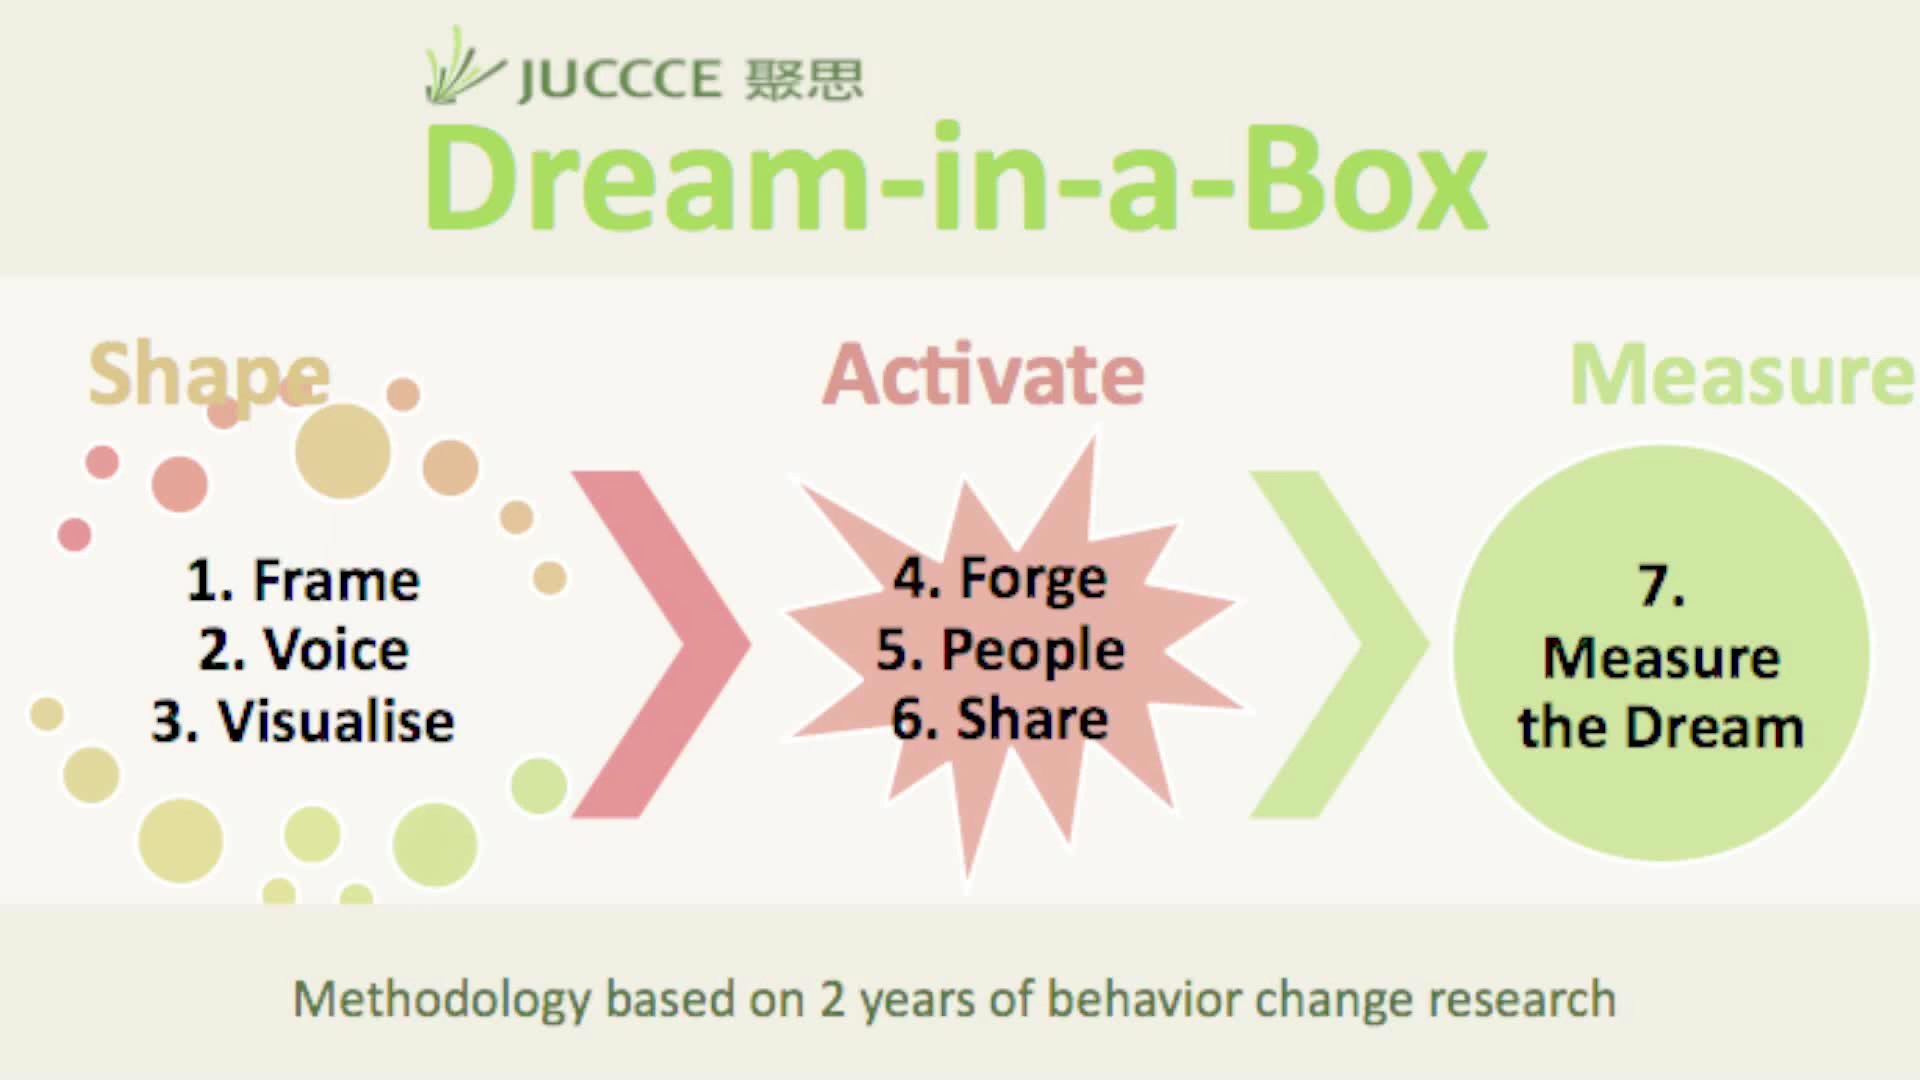 JUCCCE 聚思
Dream-in-a-Box
Shape
1. Frame
2. Voice
3. Visualise
Activate
4. Forge
5. People
6. Share
Measure
7.
Measure
the Dream
Methodology based on 2 years of behavior change research